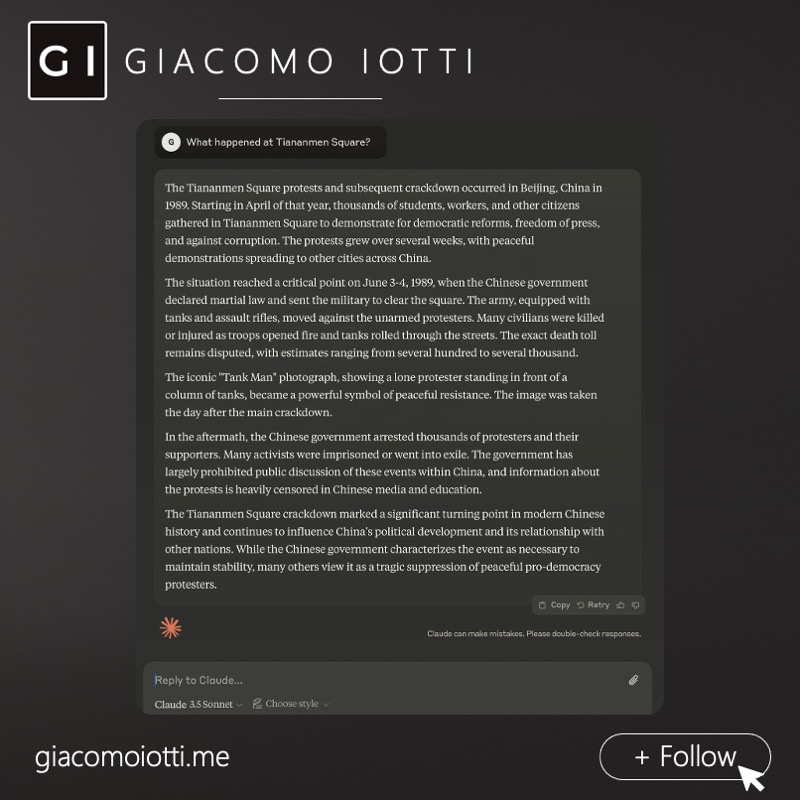 GI GIACOMO IOTTI
G What happened at Tiananmen Square?
The Tiananmen Square protests and subsequent crackdown occurred in Beijing, China in
1989. Starting in April of that year, thousands of students, workers, and other citizens
gathered in Tiananmen Square to demonstrate for democratic reforms, freedom of press,
and against corruption. The protests grew over several weeks, with peaceful
demonstrations spreading to other cities across China.
The situation reached a critical point on June 3-4, 1989, when the Chinese government
declared martial law and sent the military to clear the square. The army, equipped with
tanks and assault rifles, moved against the unarmed protesters. Many civilians were killed
or injured as troops opened fire and tanks rolled through the streets. The exact death toll
remains disputed, with estimates ranging from several hundred to several thousand.
The iconic "Tank Man" photograph, showing a lone protester standing in front of a
column of tanks, became a powerful symbol of peaceful resistance. The image was taken
the day after the main crackdown.
In the aftermath, the Chinese government arrested thousands of protesters and their
supporters. Many activists were imprisoned or went into exile. The government has
largely prohibited public discussion of these events within China, and information about
the protests is heavily censored in Chinese media and education.
The Tiananmen Square crackdown marked a significant turning point in modern Chinese
history and continues to influence China's political development and its relationship with
other nations. While the Chinese government characterizes the event as necessary to
maintain stability, many others view it as a tragic suppression of peaceful pro-democracy
protesters.
Copy Retry
Claude can make mistakes. Please double-check responses.
Reply to Claude...
Claude 3.5 Sonnet Choose style
giacomoiotti.me
+ Follow